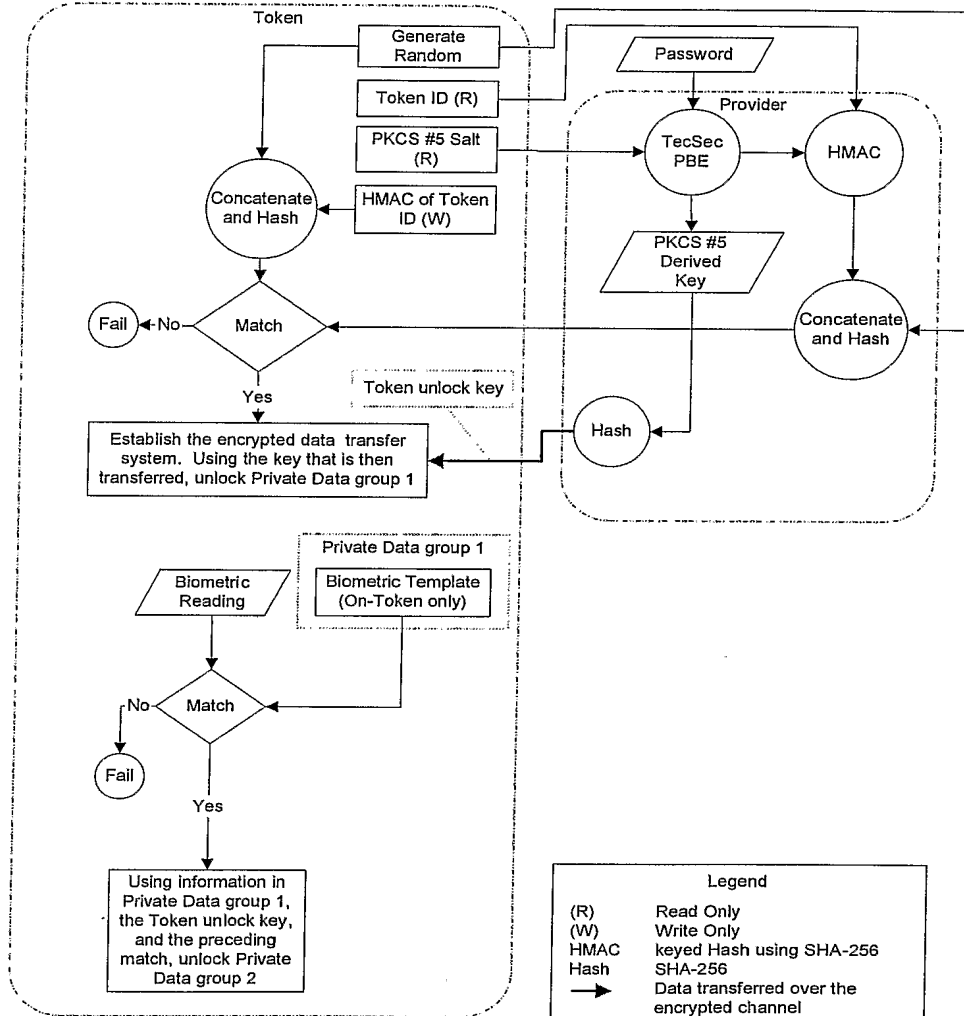 Token
Generate
Random
Token ID (R)
PKCS #5 Salt
(R)
HMAC of Token
ID (W)
Concatenate
and Hash
Match
No
Fail
Yes
Establish the encrypted data transfer
system. Using the key that is then
transferred, unlock Private Data group 1
Password
Provider
TecSec
PBE
HMAC
PKCS #5
Derived
Key
Concatenate
and Hash
Hash
Token unlock key
Private Data group 1
Biometric Template
(On-Token only)
Biometric
Reading
Match
No
Fail
Yes
Using information in
Private Data group 1,
the Token unlock key,
and the preceding
match, unlock Private
Data group 2
Legend
(R) Read Only
(W) Write Only
HMAC keyed Hash using SHA-256
Hash SHA-256
Data transferred over the
encrypted channel